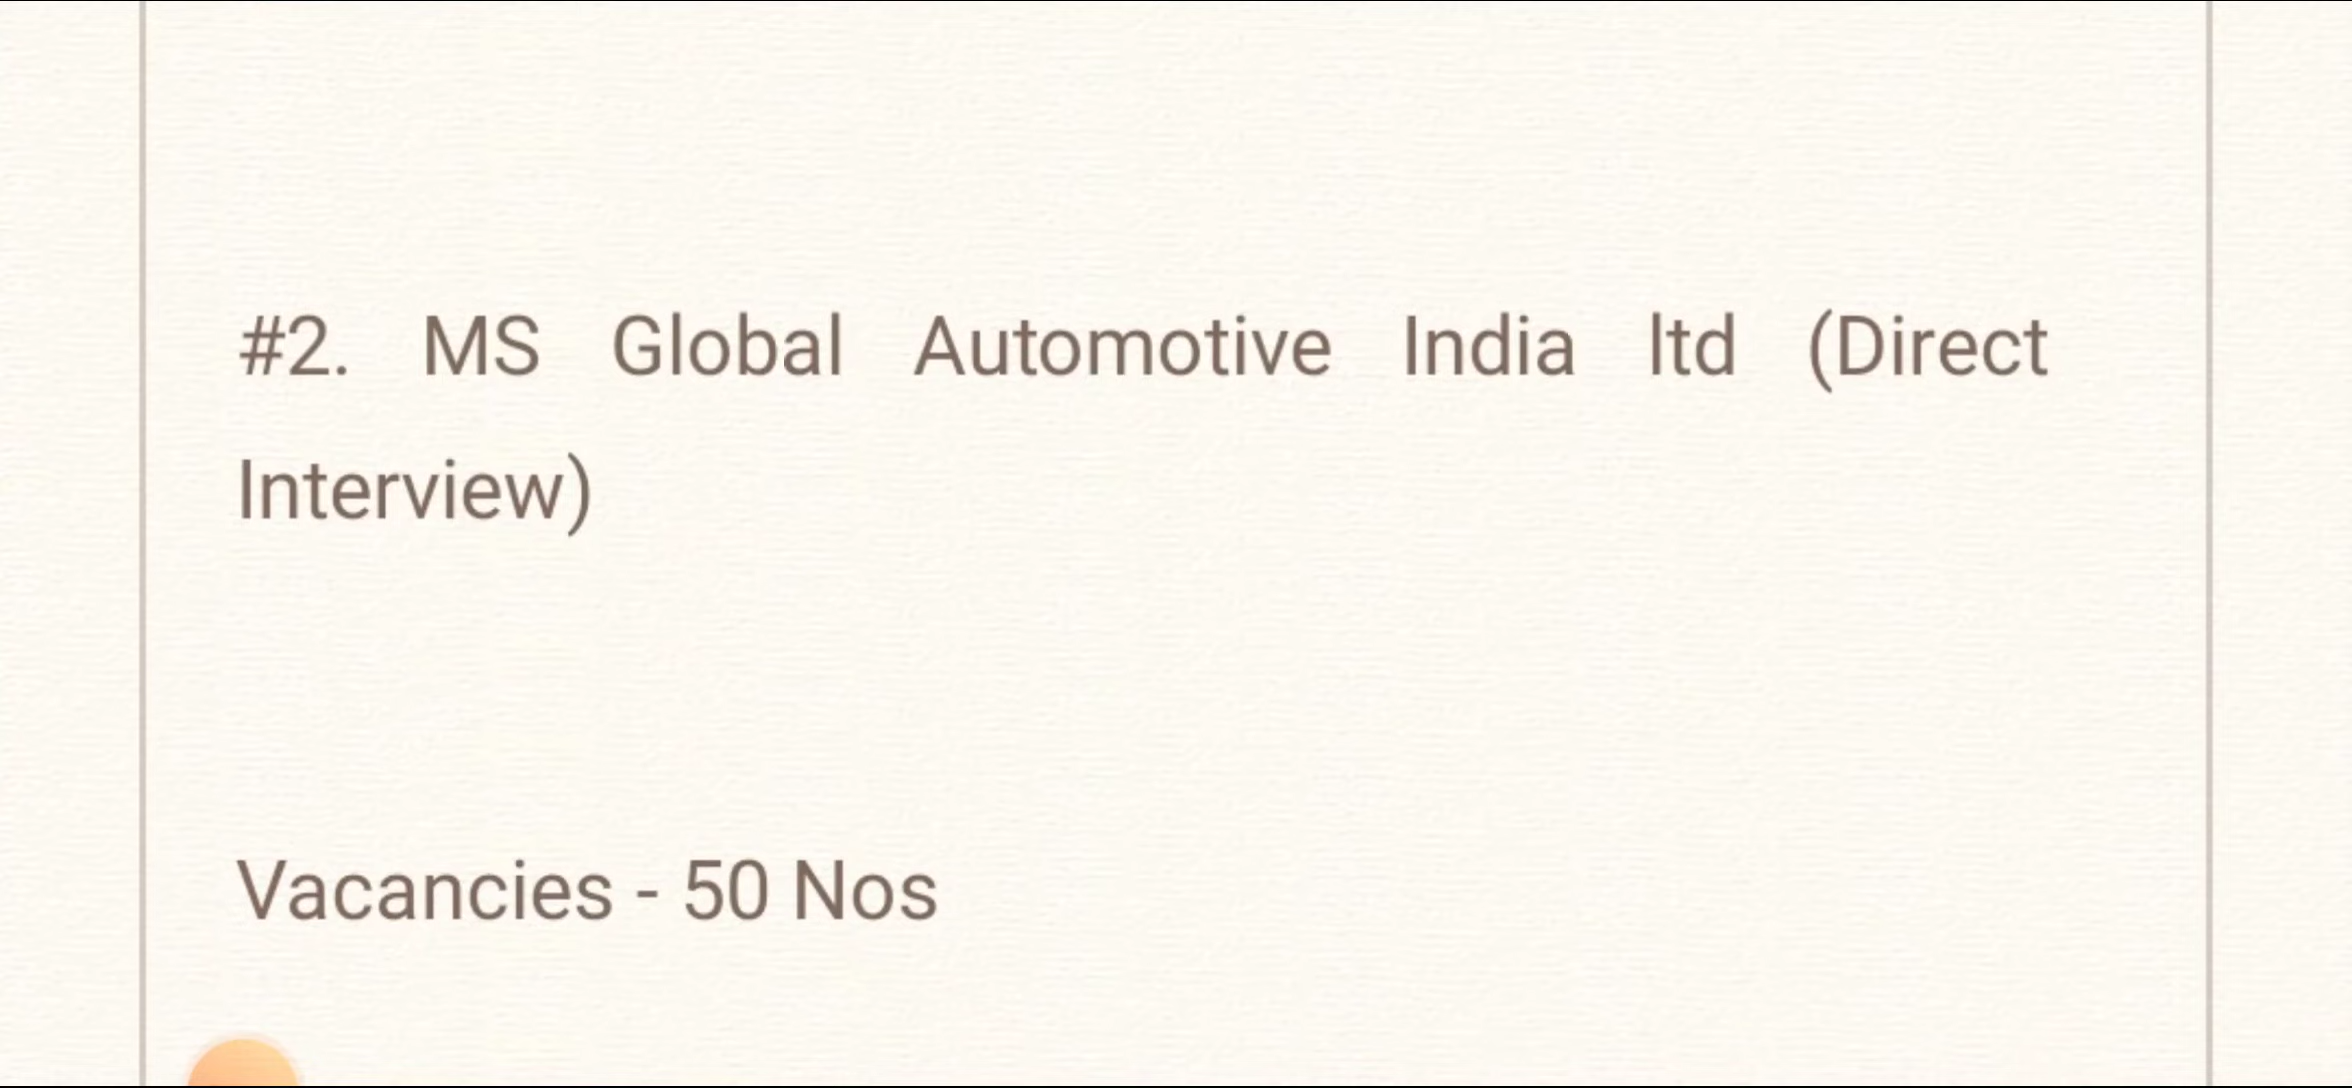 #2. MS Global Automotive India ltd (Direct
Interview)
Vacancies - 50 Nos